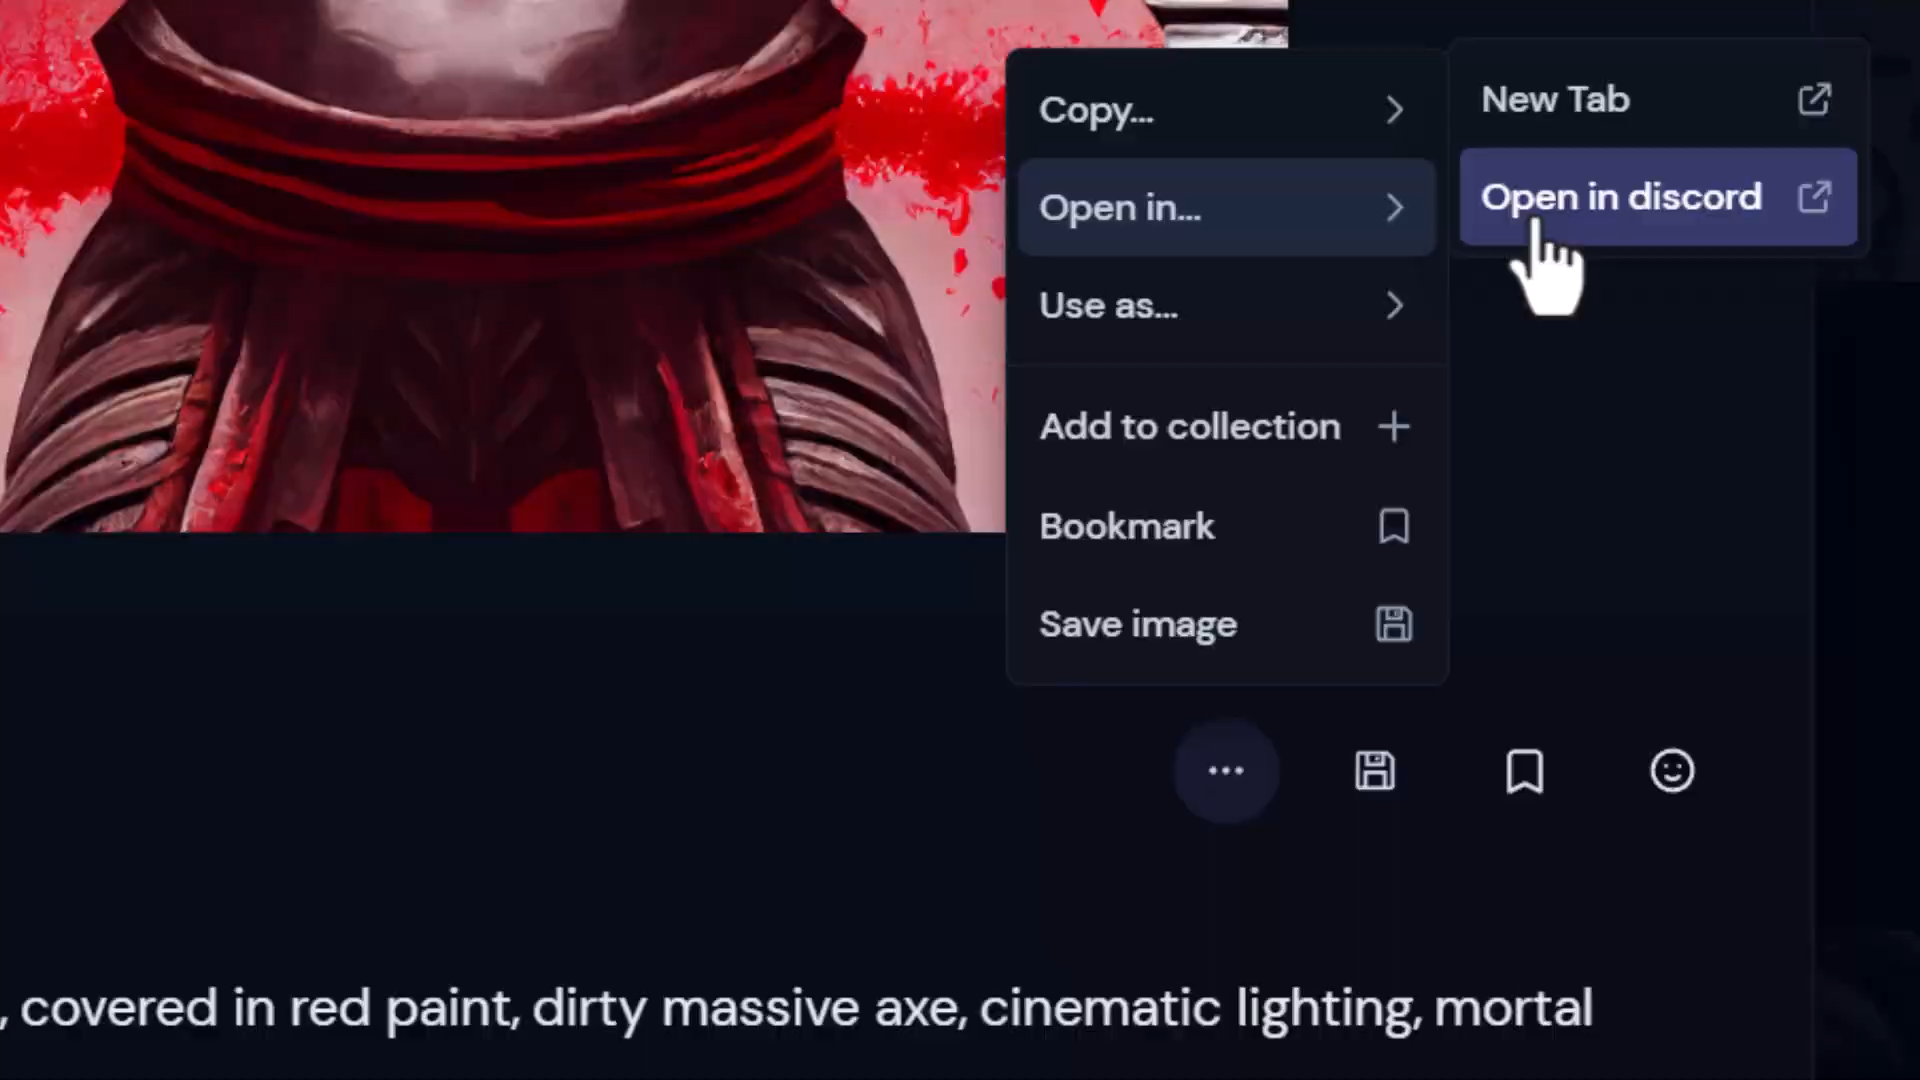 Copy...
Open in...
Use as...
Add to collection
Bookmark
Save image
New Tab
Open in discord
, covered in red paint, dirty massive axe, cinematic lighting, mortal